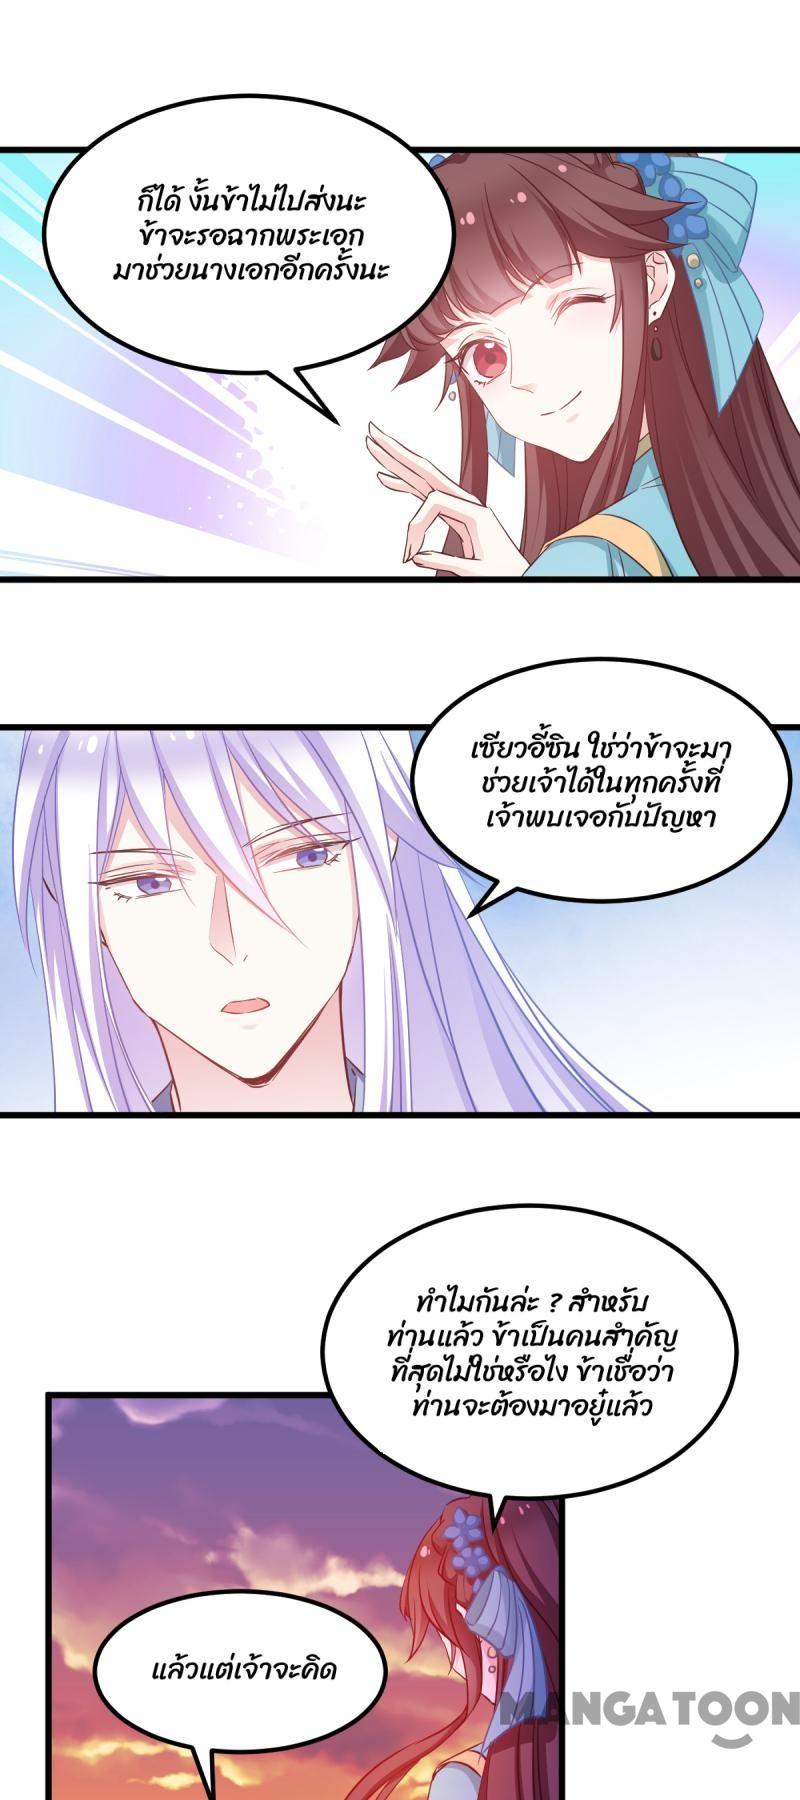 ก็ได้ งั้นข้าไม่ไปส่งนะ
ข้าจะรอฉากพระเอก
มาช่วยนางเอกอีกครั้งนะ
เซียวอี้ซิน ใช่ว่าข้าจะมา
ช่วยเจ้าได้ในทุกครั้งที่
เจ้าพบเจอกับปัญหา
ทำไมกันล่ะ ? สำหรับ
ท่านแล้ว ข้าเป็นคนสำคัญ
ที่สุดไม่ใช่หรือไง ข้าเชื่อว่า
ท่านจะต้องมาอยู่แล้ว
แล้วแต่เจ้าจะคิด
MANGATOON